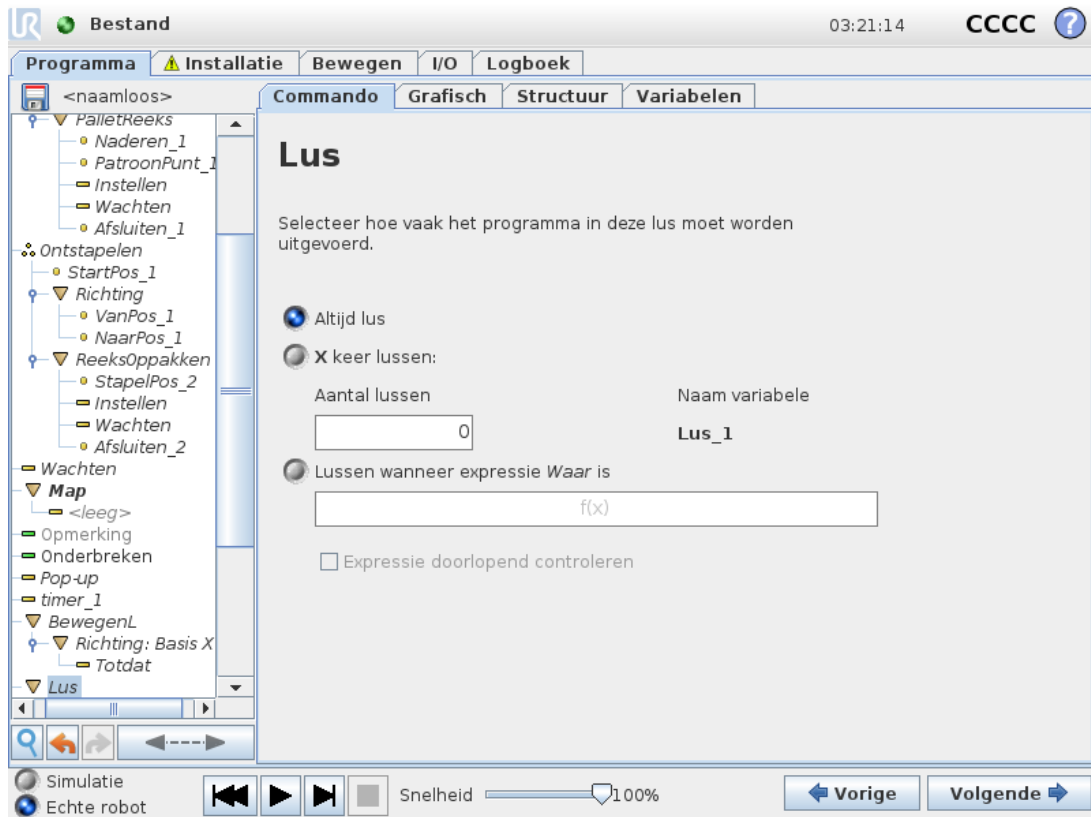 UR Bestand 03:21:14 CCCC ?
Programma Installatie Bewegen I/O Logboek
<naamloos>
Commando Grafisch Structuur Variabelen
PalletReeks
Naderen_1
PatroonPunt_1
Instellen
Wachten
Afsluiten_1
Ontstapelen
StartPos_1
Richting
VanPos_1
NaarPos_1
ReeksOppakken
StapelPos_2
Instellen
Wachten
Afsluiten_2
Wachten
Map
<leeg>
Opmerking
Onderbreken
Pop-up
timer_1
BewegenL
Richting: Basis X
Totdat
Lus
Lus
Selecteer hoe vaak het programma in deze lus moet worden
uitgevoerd.
Altijd lus
X keer lussen:
Aantal lussen Naam variabele
0 Lus_1
Lussen wanneer expressie Waar is
f(x)
Expressie doorlopend controleren
Simulatie
Echte robot
Snelheid 100%
Vorige Volgende